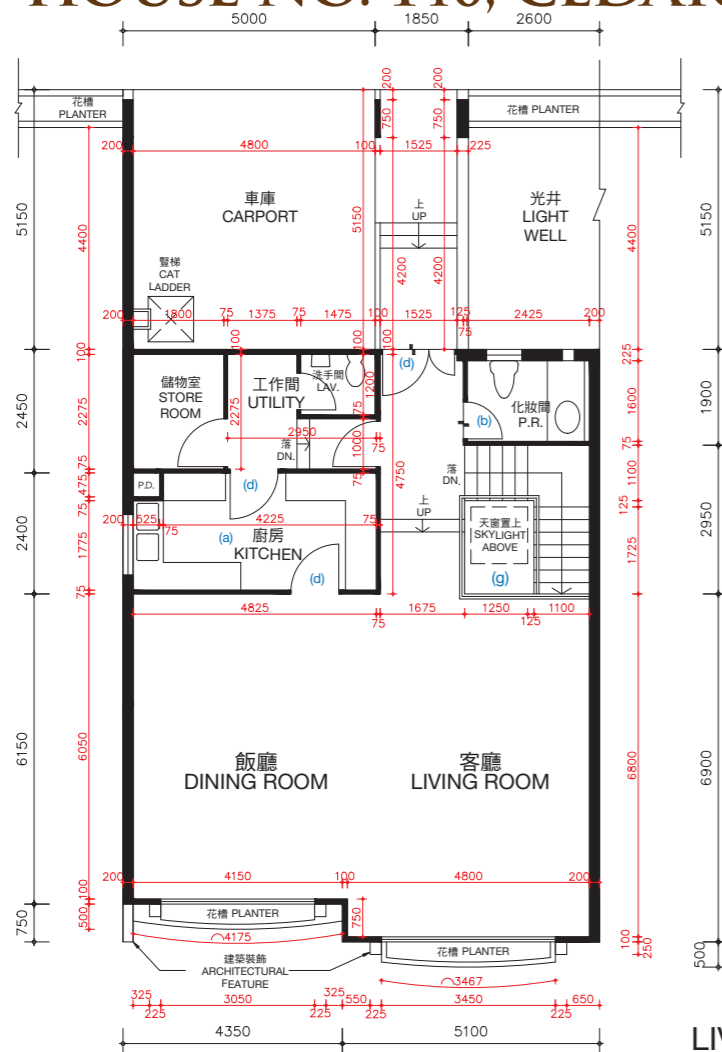 5000 1850 2600
花槽
PLANTER
花槽 PLANTER
200
750
200
750
200 4800 100 1525 225
車庫
CARPORT
上
UP
光井
LIGHT
WELL
5150
4400
5150
4200
4200
4400
5150
豎梯
CAT
LADDER
200 1800 75 1375 75 1475 100 1525 125 75 2425 200
100
100
100
100
225
(d)
儲物室
STORE
ROOM
工作間
UTILITY
洗手間
LAV.
1200
化妝間
P.R.
(b)
2450
2275
2275
75
1600
1900
2950
1000
75
75
落
DN.
落
DN.
75
475
75
P.D.
(d)
4750
1100
125
上
UP
天窗置上
SKYLIGHT
ABOVE
(g)
200 525 75 4225 75
(a)
廚房
KITCHEN
(d)
2400
1775
75
1725
2950
4825 75 1675 1250 125 1100
飯廳
DINING ROOM
客廳
LIVING ROOM
6150
6050
6800
6900
200 4150 100 4800 200
100
500
750
750
花槽 PLANTER
4175
花槽 PLANTER
100
250
500
建築裝飾
ARCHITECTURAL
FEATURE
3467
325 225 3050 225 325 550 225 3450 225 650
4350 5100
LIV